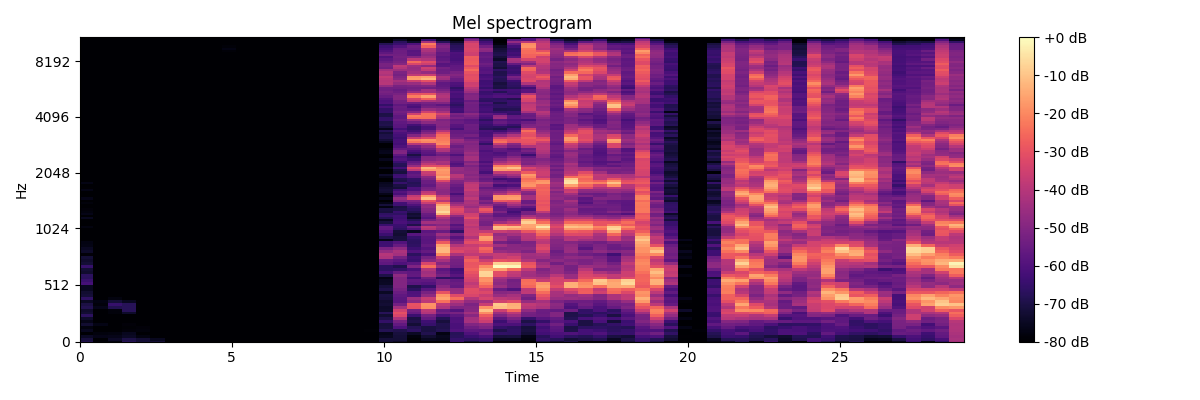 Mel spectrogram
Hz
8192
4096
2048
1024
512
0
0 5 10 15 20 25
Time
+0 dB
-10 dB
-20 dB
-30 dB
-40 dB
-50 dB
-60 dB
-70 dB
-80 dB